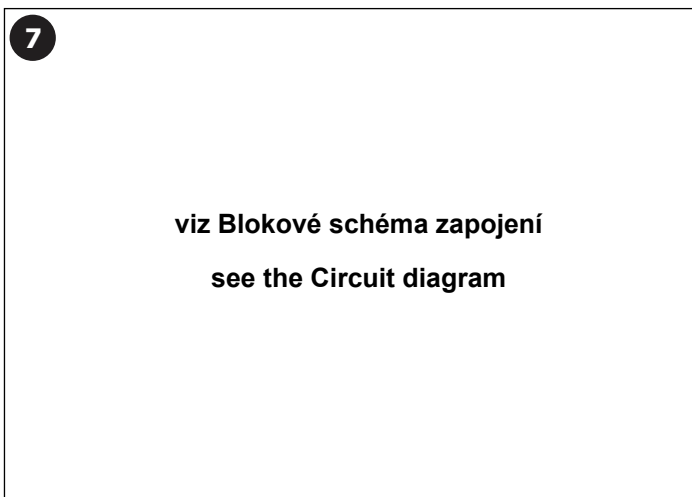 7
viz Blokové schéma zapojení
see the Circuit diagram